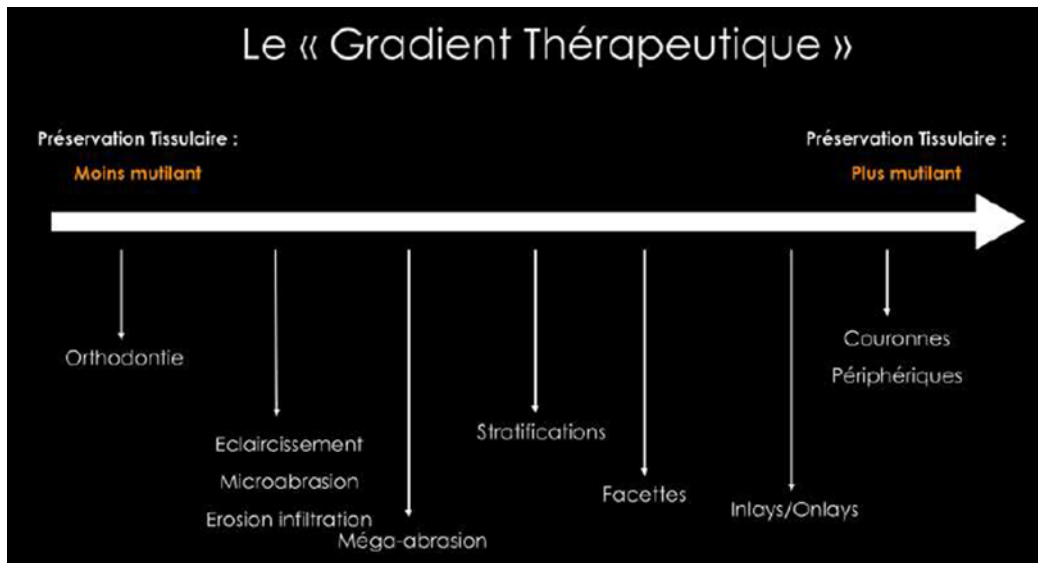 Le « Gradient Thérapeutique »
Préservation Tissulaire :
Moins mutilant
Préservation Tissulaire :
Plus mutilant
Orthodontie
Eclaircissement
Microabrasion
Erosion infiltration
Méga-abrasion
Stratifications
Facettes
Inlays/Onlays
Couronnes
Périphériques